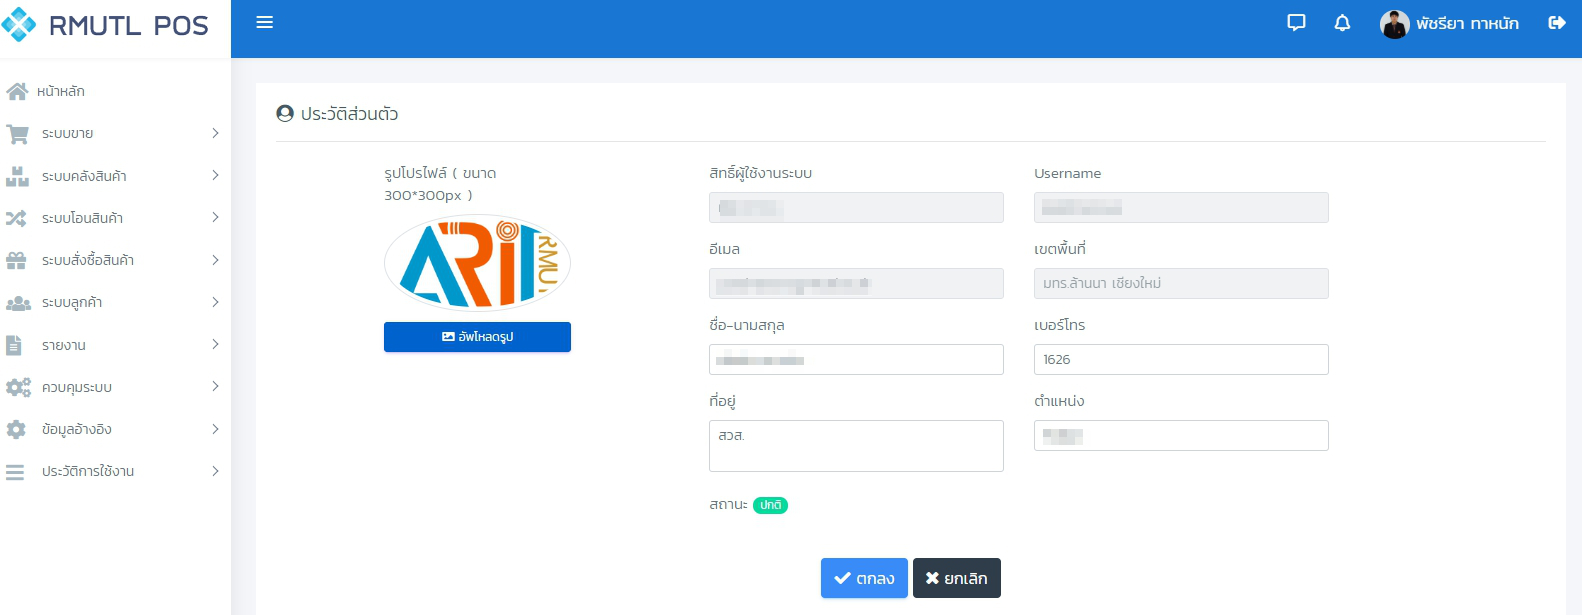 RMUTL POS
พัชรียา ทาหนัก
หน้าหลัก
ระบบขาย
ระบบคลังสินค้า
ระบบโอนสินค้า
ระบบสั่งซื้อสินค้า
ระบบลูกค้า
รายงาน
ควบคุมระบบ
ข้อมูลอ้างอิง
ประวัติการใช้งาน
ประวัติส่วนตัว
รูปโปรไฟล์ ( ขนาด
300*300px )
ARIT
RMU
อัพโหลดรูป
สิทธิ์ผู้ใช้งานระบบ
Username
อีเมล
เขตพื้นที่
มทร.ล้านนา เชียงใหม่
ชื่อ-นามสกุล
เบอร์โทร
1626
ที่อยู่
ตำแหน่ง
สวส.
สถานะ ปกติ
ตกลง
ยกเลิก